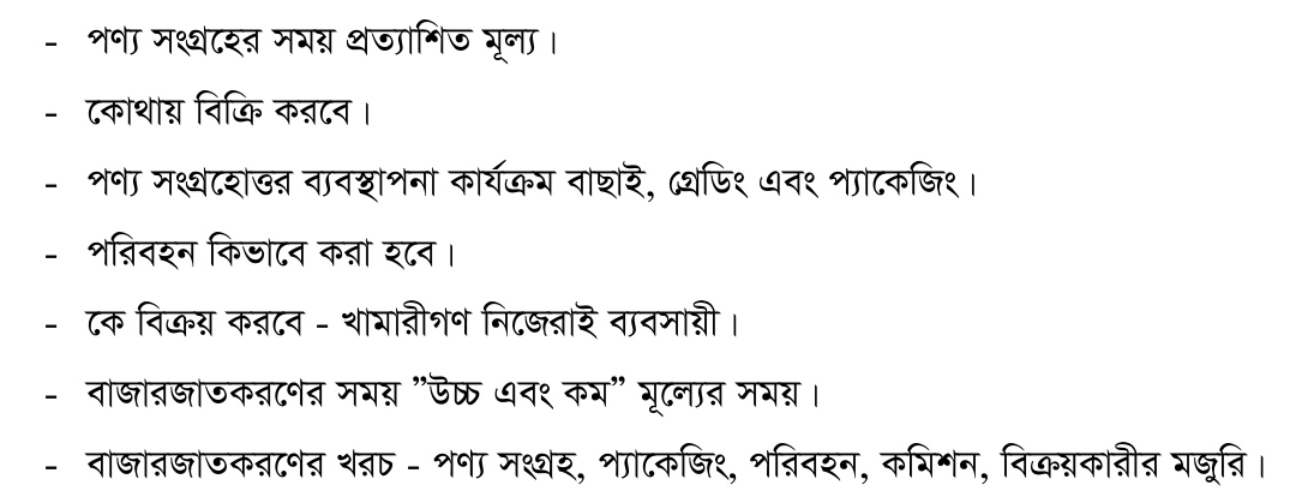 - পণ্য সংগ্রহের সময় প্রত্যাশিত মূল্য।
- কোথায় বিক্রি করবে।
- পণ্য সংগ্রহোত্তর ব্যবস্থাপনা কার্যক্রম বাছাই, গ্রেডিং এবং প্যাকেজিং।
- পরিবহন কিভাবে করা হবে।
- কে বিক্রয় করবে - খামারীগণ নিজেরাই ব্যবসায়ী।
- বাজারজাতকরণের সময় ”উচ্চ এবং কম” মূল্যের সময়।
- বাজারজাতকরণের খরচ - পণ্য সংগ্রহ, প্যাকেজিং, পরিবহন, কমিশন, বিক্রয়কারীর মজুরি।